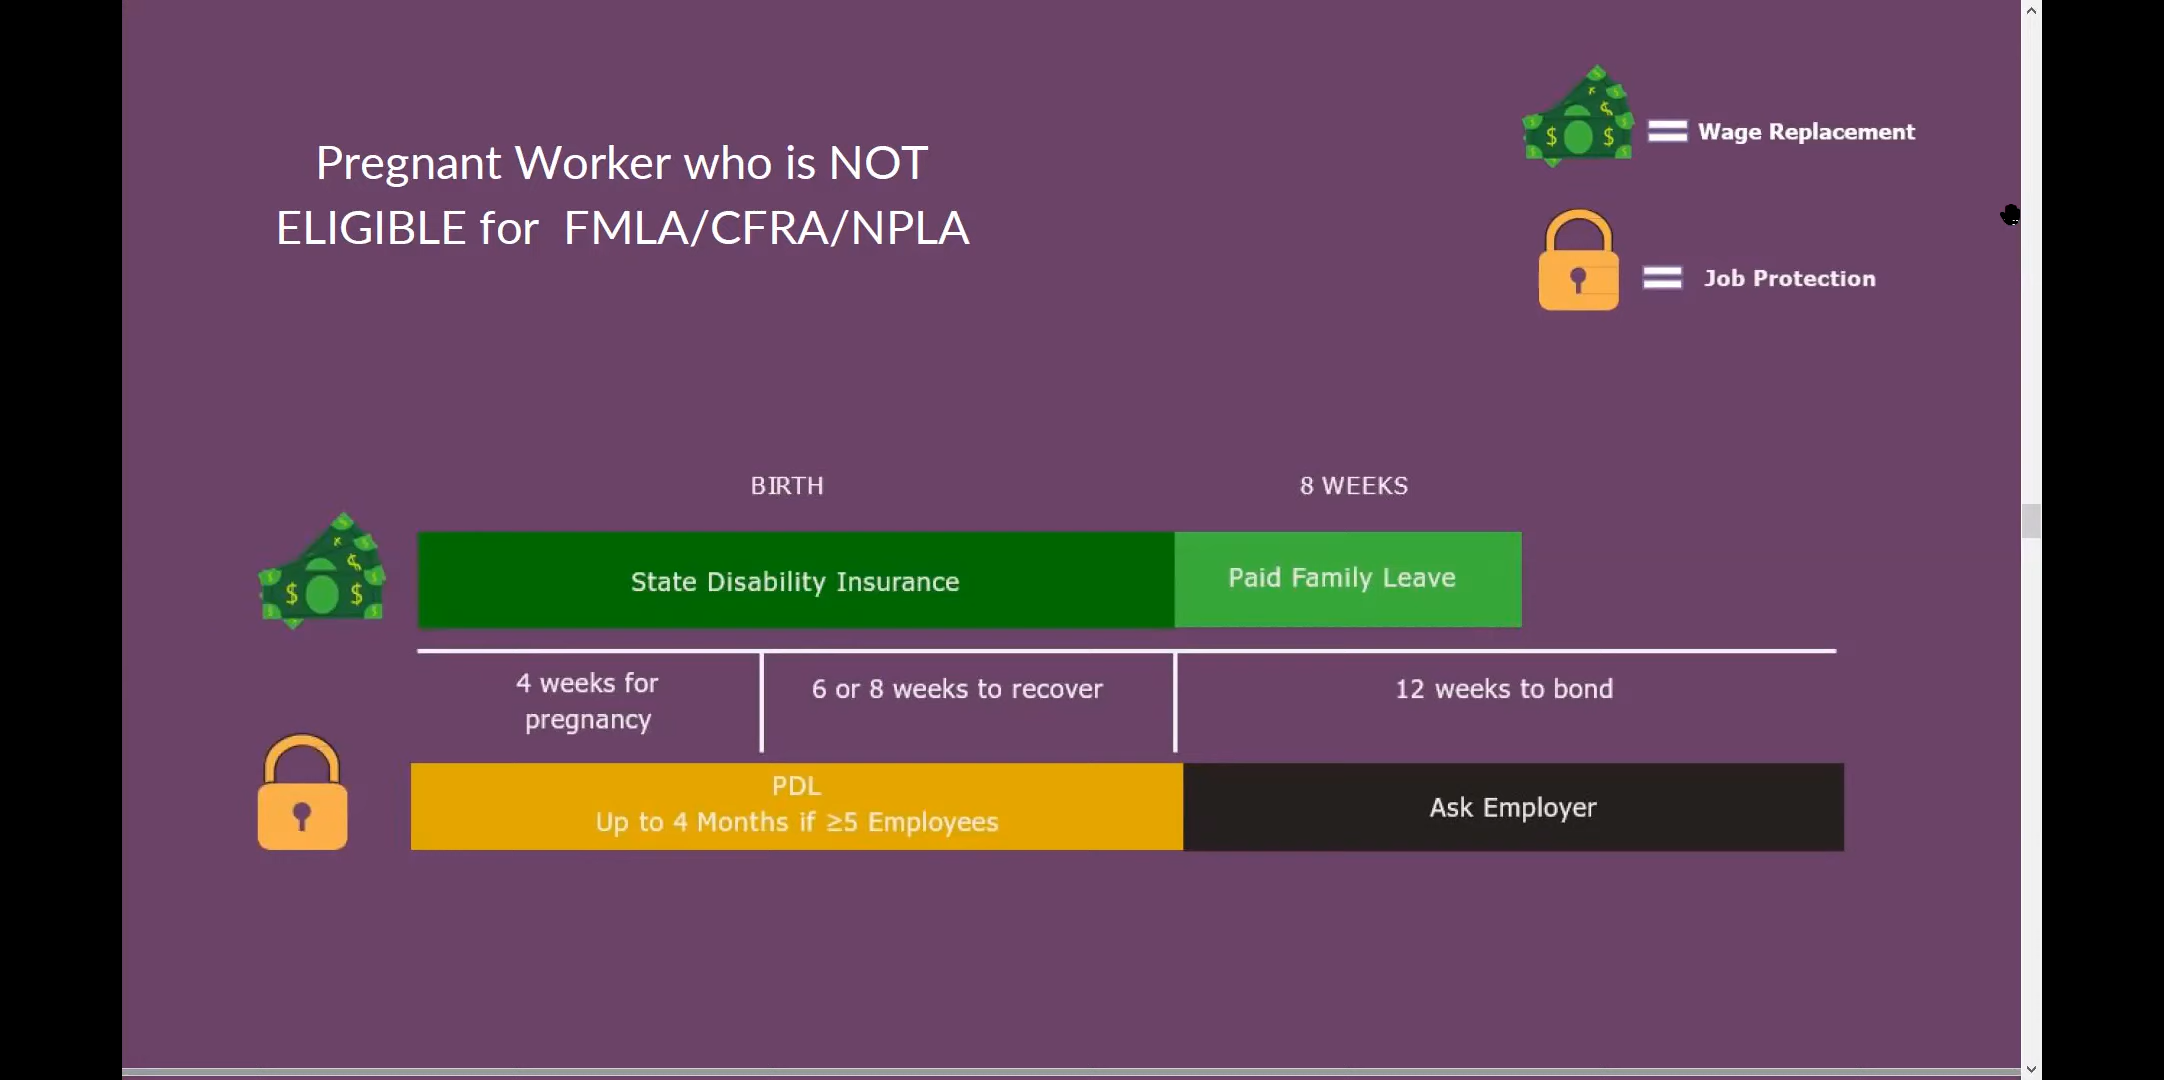 Pregnant Worker who is NOT
ELIGIBLE for FMLA/CFRA/NPLA
Wage Replacement
Job Protection
BIRTH
8 WEEKS
State Disability Insurance
Paid Family Leave
4 weeks for
pregnancy
6 or 8 weeks to recover
12 weeks to bond
PDL
Up to 4 Months if ≥5 Employees
Ask Employer